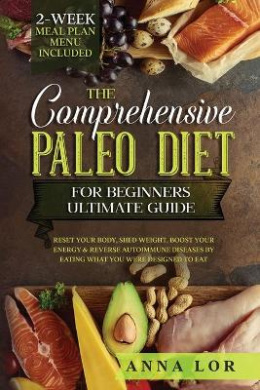 2-WEEK
MEAL PLAN
MENU
INCLUDED
THE
Comprehensive
PALEO DIET
FOR BEGINNERS
ULTIMATE GUIDE
RESET YOUR BODY, SHED WEIGHT, BOOST YOUR
ENERGY & REVERSE AUTOIMMUNE DISEASES BY
EATING WHAT YOU WERE DESIGNED TO EAT
ANNA LOR